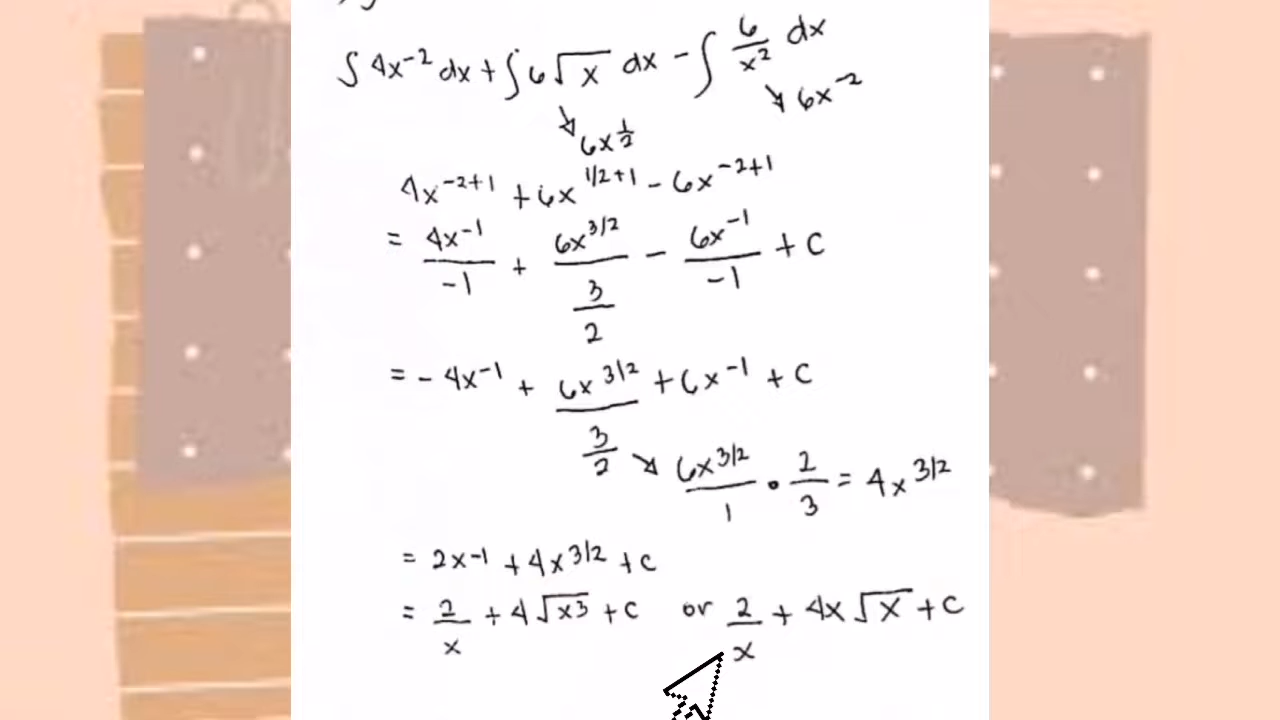 ∫ 4x⁻² dx + ∫ 6√x dx - ∫ 6/x² dx
↘ 6x^1/2 ↘ 6x⁻²
4x^-2+1 + 6x^1/2+1 - 6x^-2+1
= 4x⁻¹/-1 + 6x^3/2/(3/2) - 6x⁻¹/-1 + C
= - 4x⁻¹ + 6x^3/2/(3/2) + 6x⁻¹ + C
↘ 6x^3/2/1 • 2/3 = 4x^3/2
= 2x⁻¹ + 4x^3/2 + C
= 2/x + 4√x³ + C or 2/x + 4x√x + C